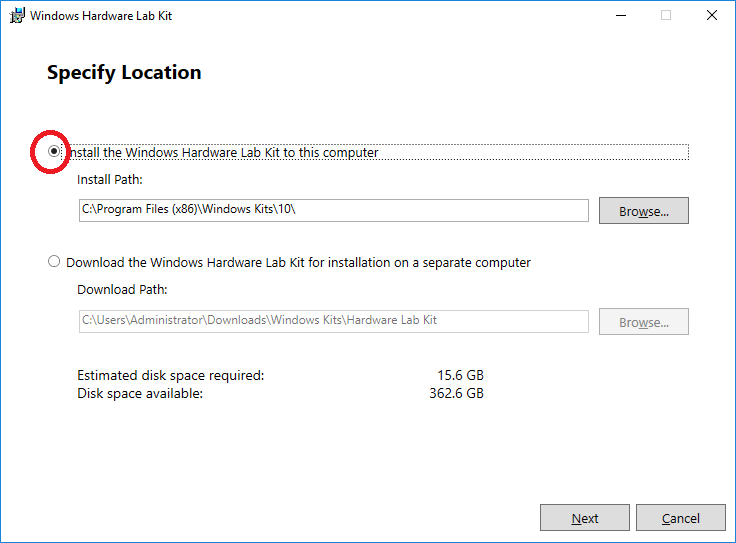 Windows Hardware Lab Kit
Specify Location
Install the Windows Hardware Lab Kit to this computer
Install Path:
C:\Program Files (x86)\Windows Kits\10\
Browse...
Download the Windows Hardware Lab Kit for installation on a separate computer
Download Path:
C:\Users\Administrator\Downloads\Windows Kits\Hardware Lab Kit
Browse...
Estimated disk space required: 15.6 GB
Disk space available: 362.6 GB
Next Cancel